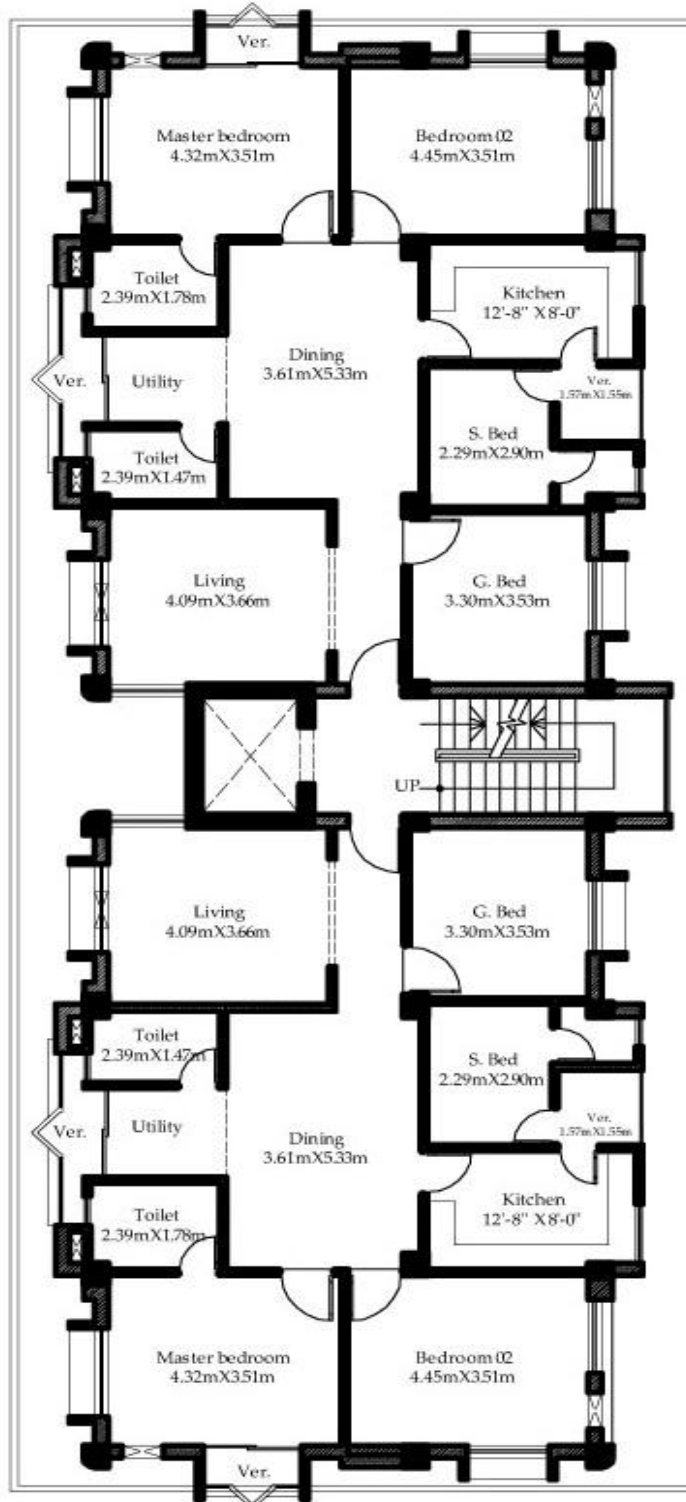 Ver.
Master bedroom
4.32mX3.51m
Bedroom 02
4.45mX3.51m
Toilet
2.39mX1.78m
Kitchen
12'-8" X8'-0"
Ver.
Utility
Dining
3.61mX5.33m
Ver.
1.57mX1.55m
Toilet
2.39mX1.47m
S. Bed
2.29mX2.90m
Living
4.09mX3.66m
G. Bed
3.30mX3.53m
UP
Living
4.09mX3.66m
G. Bed
3.30mX3.53m
Toilet
2.39mX1.47m
S. Bed
2.29mX2.90m
Ver.
Utility
Dining
3.61mX5.33m
Ver.
1.57mX1.55m
Toilet
2.39mX1.78m
Kitchen
12'-8" X8'-0"
Master bedroom
4.32mX3.51m
Bedroom 02
4.45mX3.51m
Ver.